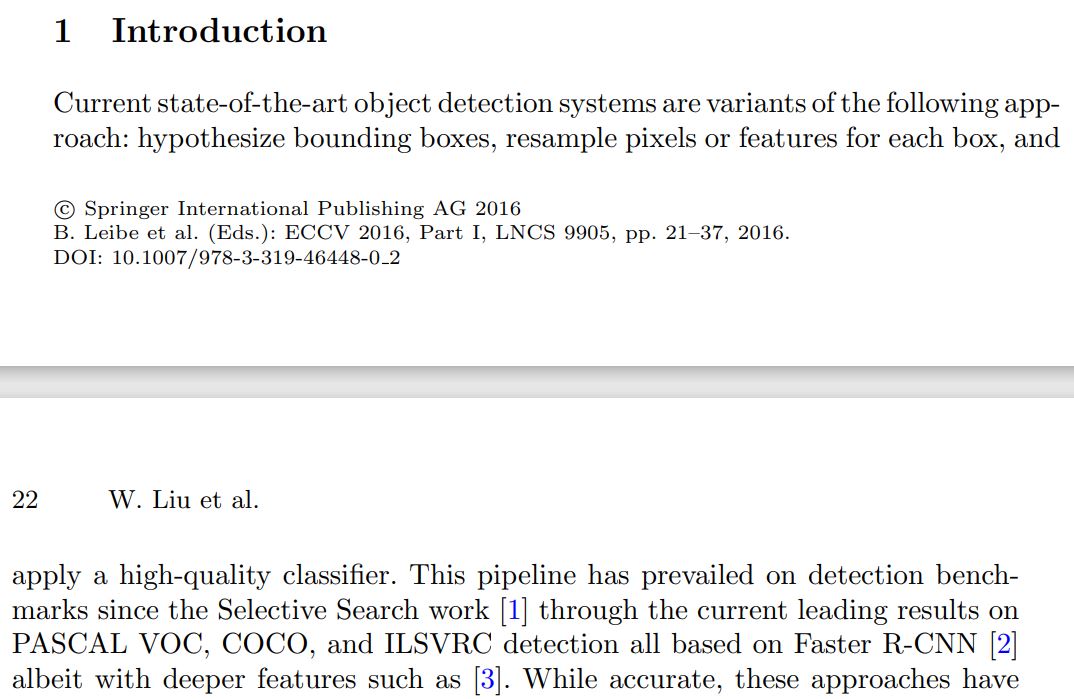 1 Introduction
Current state-of-the-art object detection systems are variants of the following app-
roach: hypothesize bounding boxes, resample pixels or features for each box, and
© Springer International Publishing AG 2016
B. Leibe et al. (Eds.): ECCV 2016, Part I, LNCS 9905, pp. 21–37, 2016.
DOI: 10.1007/978-3-319-46448-0_2
22 W. Liu et al.
apply a high-quality classifier. This pipeline has prevailed on detection bench-
marks since the Selective Search work [1] through the current leading results on
PASCAL VOC, COCO, and ILSVRC detection all based on Faster R-CNN [2]
albeit with deeper features such as [3]. While accurate, these approaches have